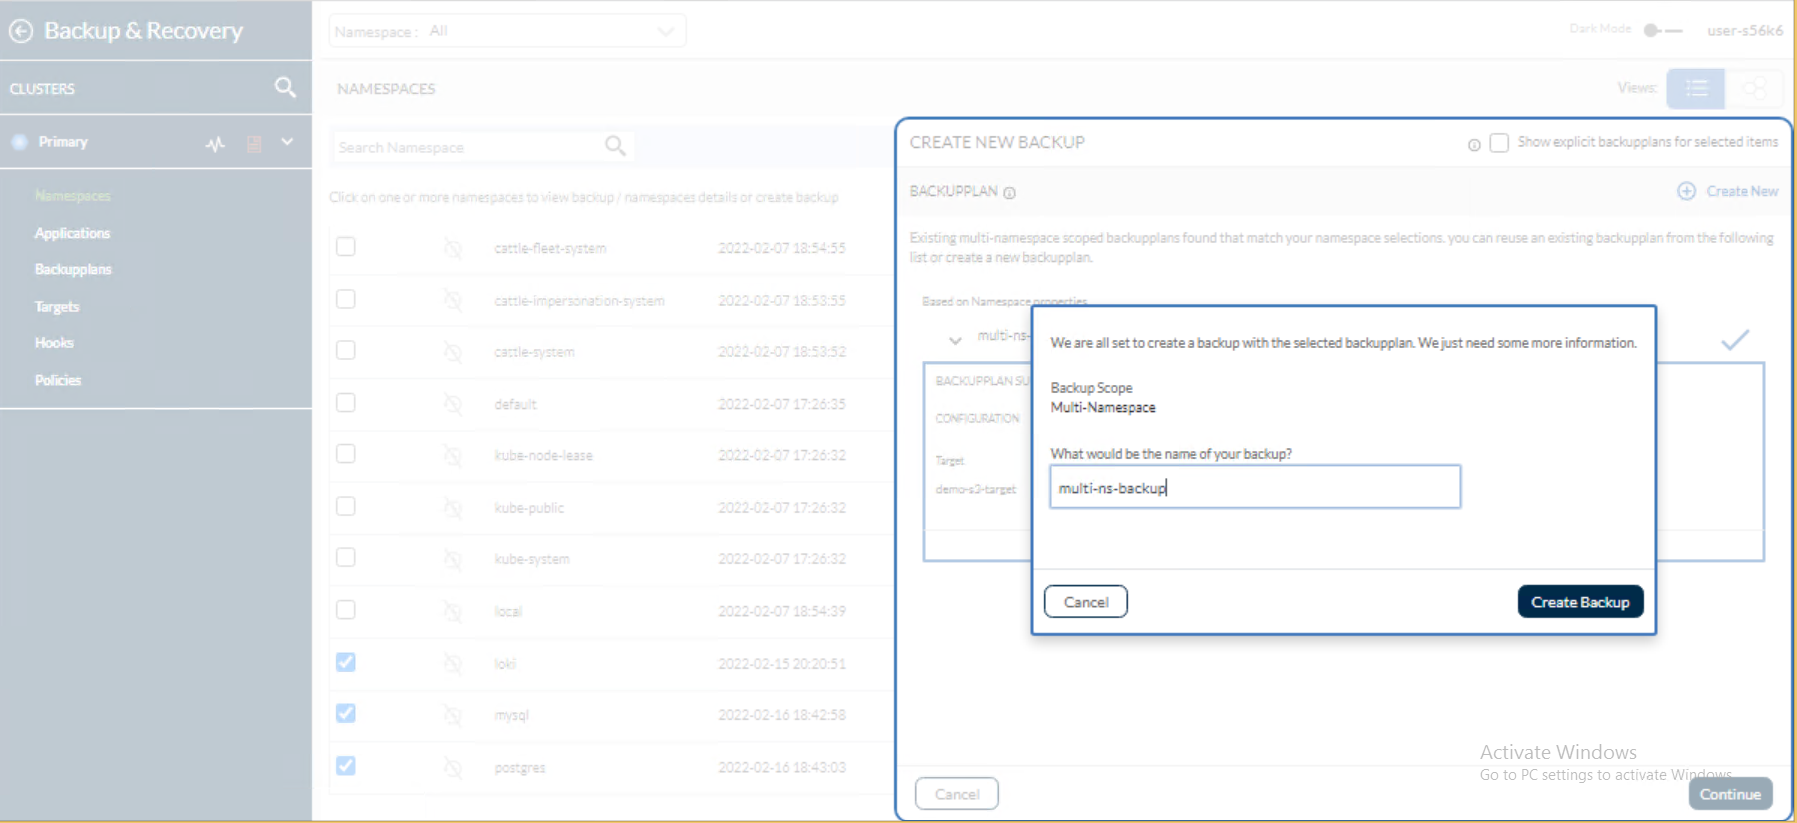 Backup & Recovery
Namespace : All
Dark Mode
user-s56k6
CLUSTERS
NAMESPACES
Views:
Primary
Search Namespace
CREATE NEW BACKUP
Show explicit backupplans for selected items
Namespaces
Click on one or more namespaces to view backup / namespaces details or create backup
BACKUPPLAN
Create New
Applications
Backupplans
Targets
Hooks
Policies
Existing multi-namespace scoped backupplans found that match your namespace selections, you can reuse an existing backupplan from the following
list or create a new backupplan.
Based on Namespace properties
multi-ns-
BACKUPPLAN SU
CONFIGURATION
Target
demo-s3-target
cattle-fleet-system 2022-02-07 18:54:55
cattle-impersonation-system 2022-02-07 18:53:55
cattle-system 2022-02-07 18:53:52
default 2022-02-07 17:26:35
kube-node-lease 2022-02-07 17:26:32
kube-public 2022-02-07 17:26:32
kube-system 2022-02-07 17:26:32
local 2022-02-07 18:54:39
loki 2022-02-15 20:20:51
mysql 2022-02-16 18:42:58
postgres 2022-02-16 18:43:03
We are all set to create a backup with the selected backupplan. We just need some more information.
Backup Scope
Multi-Namespace
What would be the name of your backup?
multi-ns-backup
Cancel
Create Backup
Activate Windows
Go to PC settings to activate Windows.
Cancel
Continue